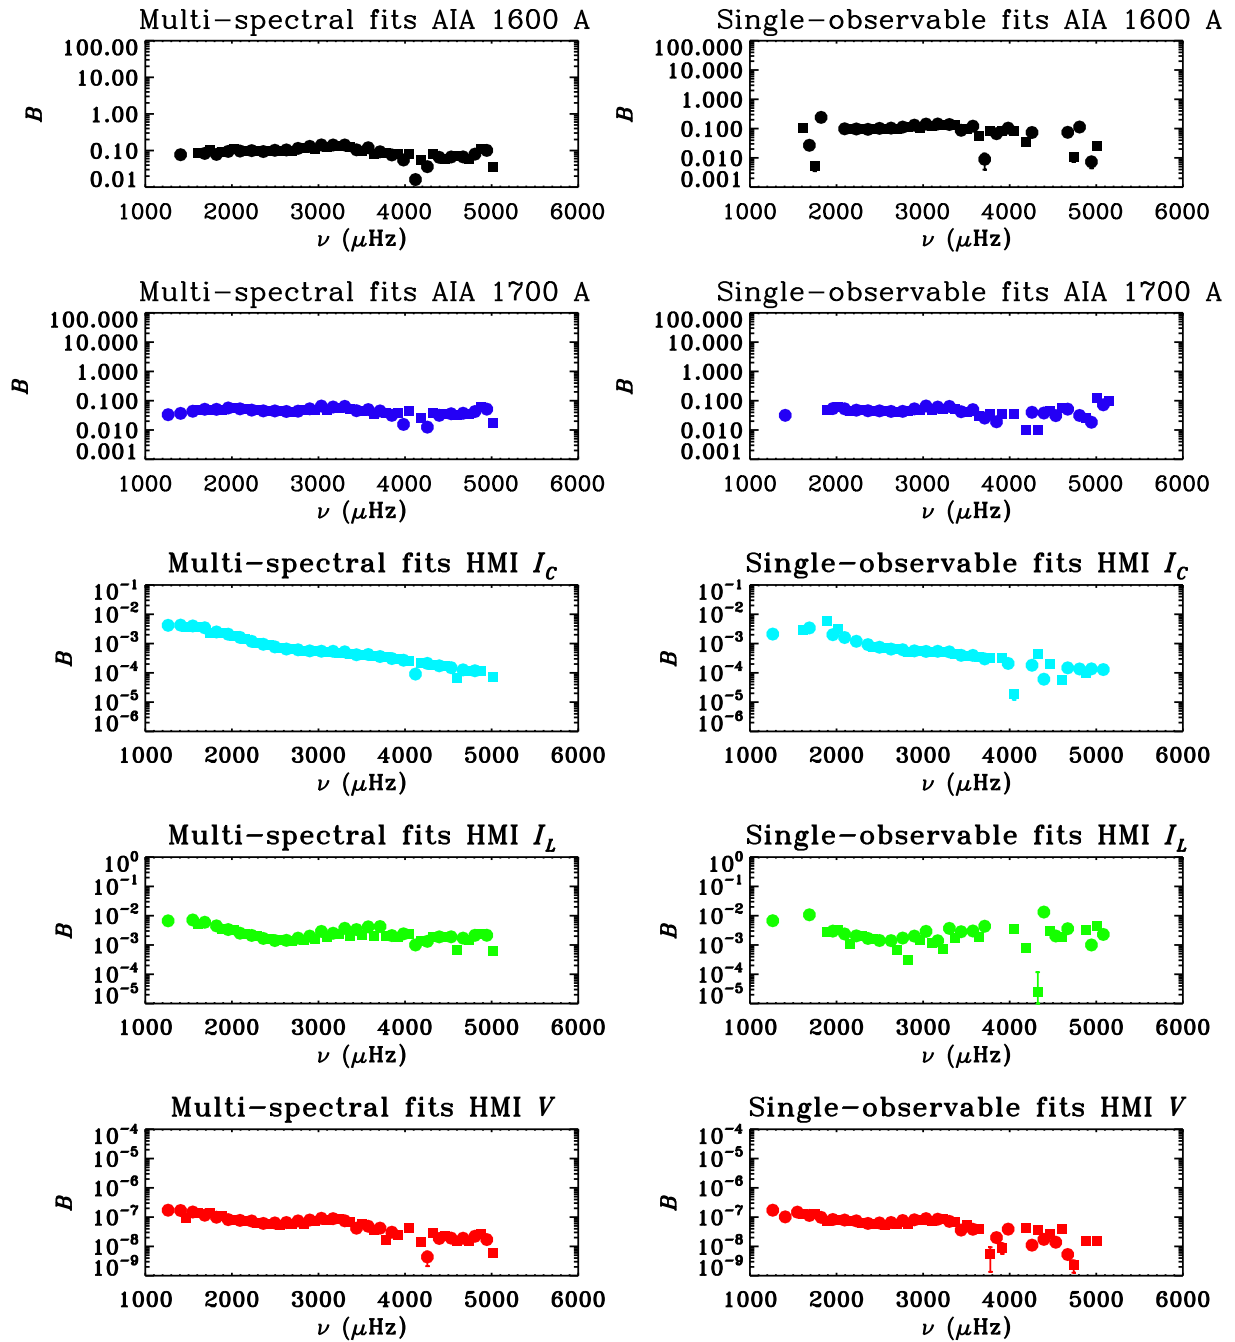 Multi-spectral fits AIA 1600 A
100.00
10.00
1.00
0.10
0.01
B
1000 2000 3000 4000 5000 6000
ν (μHz)
Single-observable fits AIA 1600 A
100.000
10.000
1.000
0.100
0.010
0.001
B
1000 2000 3000 4000 5000 6000
ν (μHz)
Multi-spectral fits AIA 1700 A
100.000
10.000
1.000
0.100
0.010
0.001
B
1000 2000 3000 4000 5000 6000
ν (μHz)
Single-observable fits AIA 1700 A
100.000
10.000
1.000
0.100
0.010
0.001
B
1000 2000 3000 4000 5000 6000
ν (μHz)
Multi-spectral fits HMI I_C
10⁻¹
10⁻²
10⁻³
10⁻⁴
10⁻⁵
10⁻⁶
B
1000 2000 3000 4000 5000 6000
ν (μHz)
Single-observable fits HMI I_C
10⁻¹
10⁻²
10⁻³
10⁻⁴
10⁻⁵
10⁻⁶
B
1000 2000 3000 4000 5000 6000
ν (μHz)
Multi-spectral fits HMI I_L
10⁰
10⁻¹
10⁻²
10⁻³
10⁻⁴
10⁻⁵
B
1000 2000 3000 4000 5000 6000
ν (μHz)
Single-observable fits HMI I_L
10⁰
10⁻¹
10⁻²
10⁻³
10⁻⁴
10⁻⁵
B
1000 2000 3000 4000 5000 6000
ν (μHz)
Multi-spectral fits HMI V
10⁻⁴
10⁻⁵
10⁻⁶
10⁻⁷
10⁻⁸
10⁻⁹
B
1000 2000 3000 4000 5000 6000
ν (μHz)
Single-observable fits HMI V
10⁻⁴
10⁻⁵
10⁻⁶
10⁻⁷
10⁻⁸
10⁻⁹
B
1000 2000 3000 4000 5000 6000
ν (μHz)